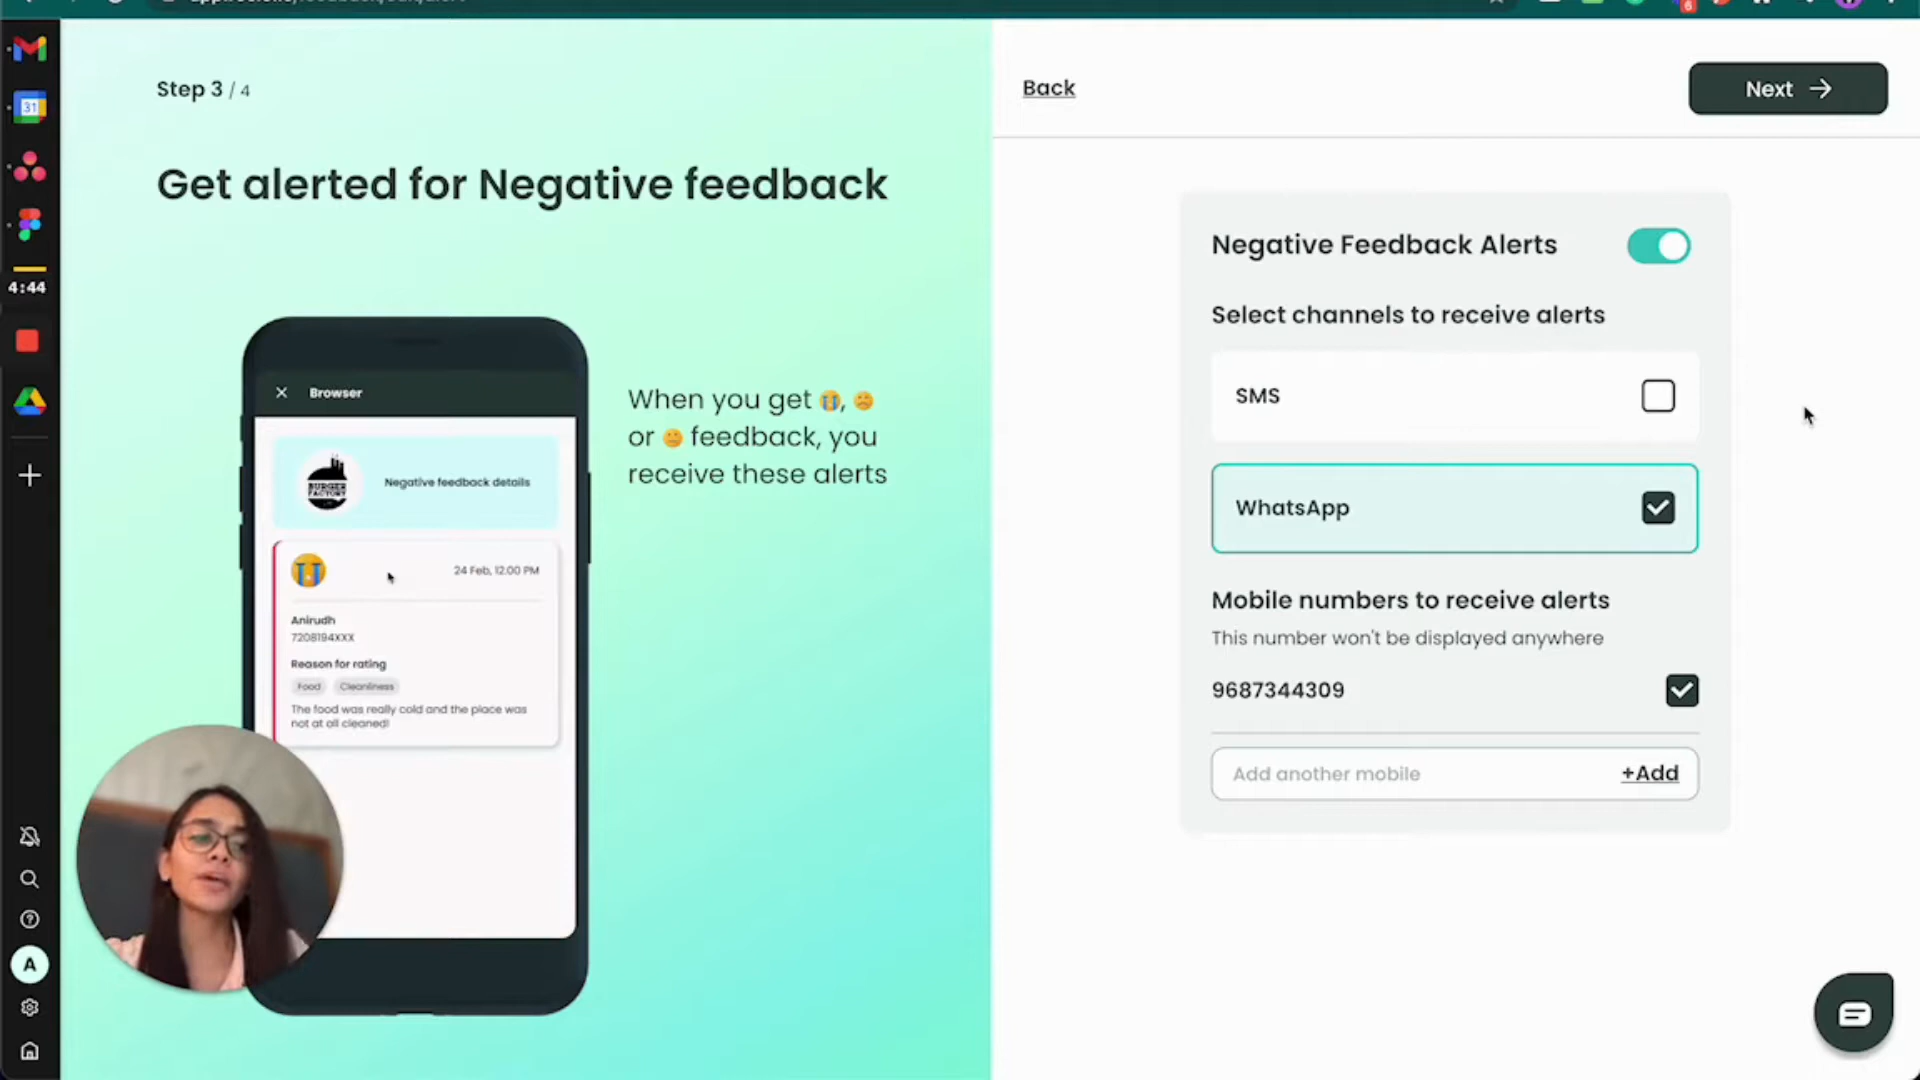 Step 3 / 4
Back
Next
Get alerted for Negative feedback
31
4:44
6
Browser
BURGER
FACTORY
Negative feedback details
24 Feb, 12.00 PM
Anirudh
7208194XXX
Reason for rating
Food
Cleanliness
The food was really cold and the place was
not at all cleaned!
When you get 😭, 🙁
or 😐 feedback, you
receive these alerts
A
Negative Feedback Alerts
Select channels to receive alerts
SMS
WhatsApp
Mobile numbers to receive alerts
This number won't be displayed anywhere
9687344309
Add another mobile
+Add